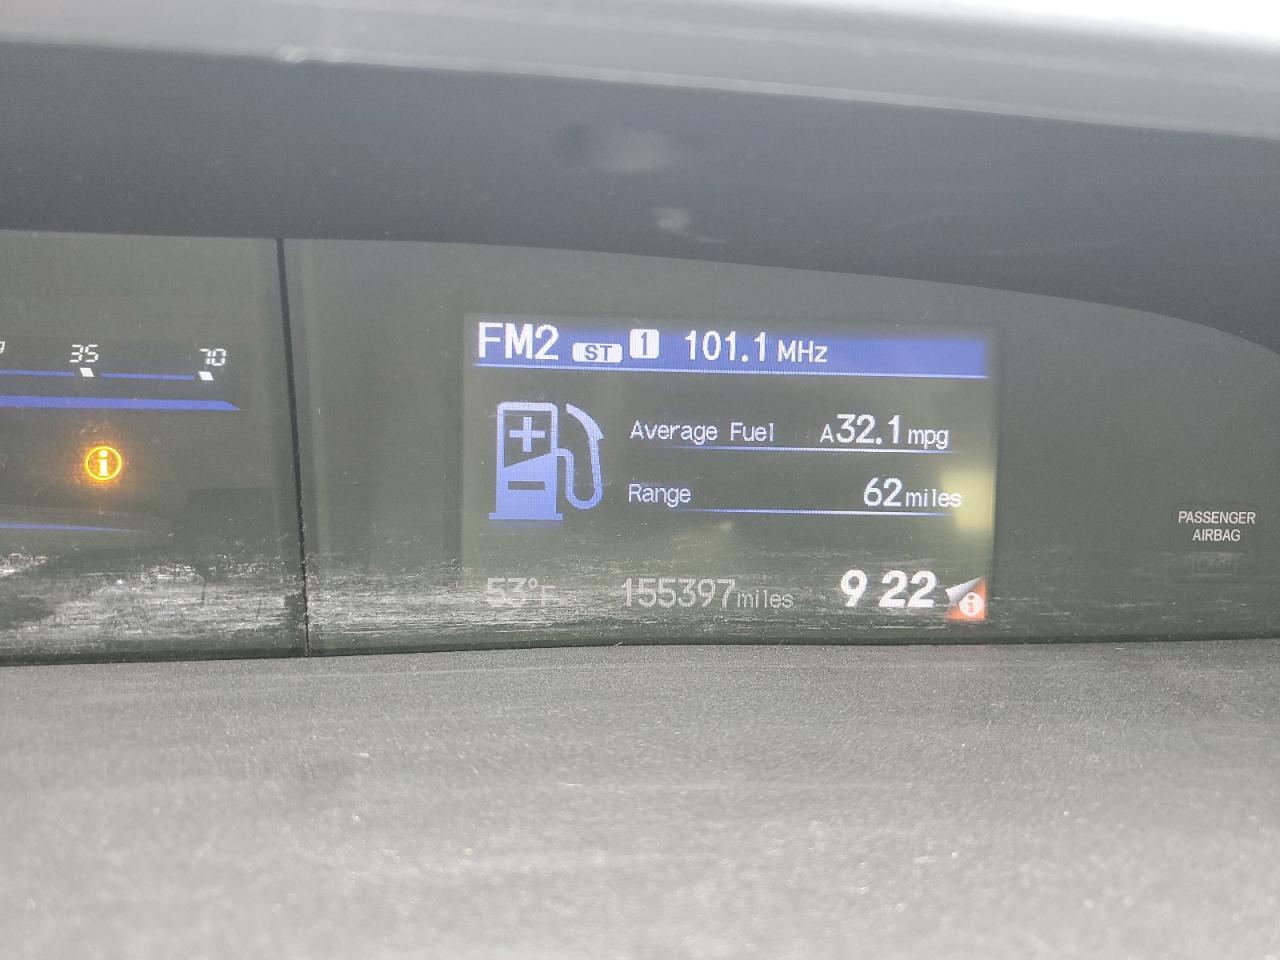 35 70
FM2 ST 1 101.1 MHz
Average Fuel A 32.1 mpg
Range 62 miles
PASSENGER
AIRBAG
53°F 155397 miles 9 22